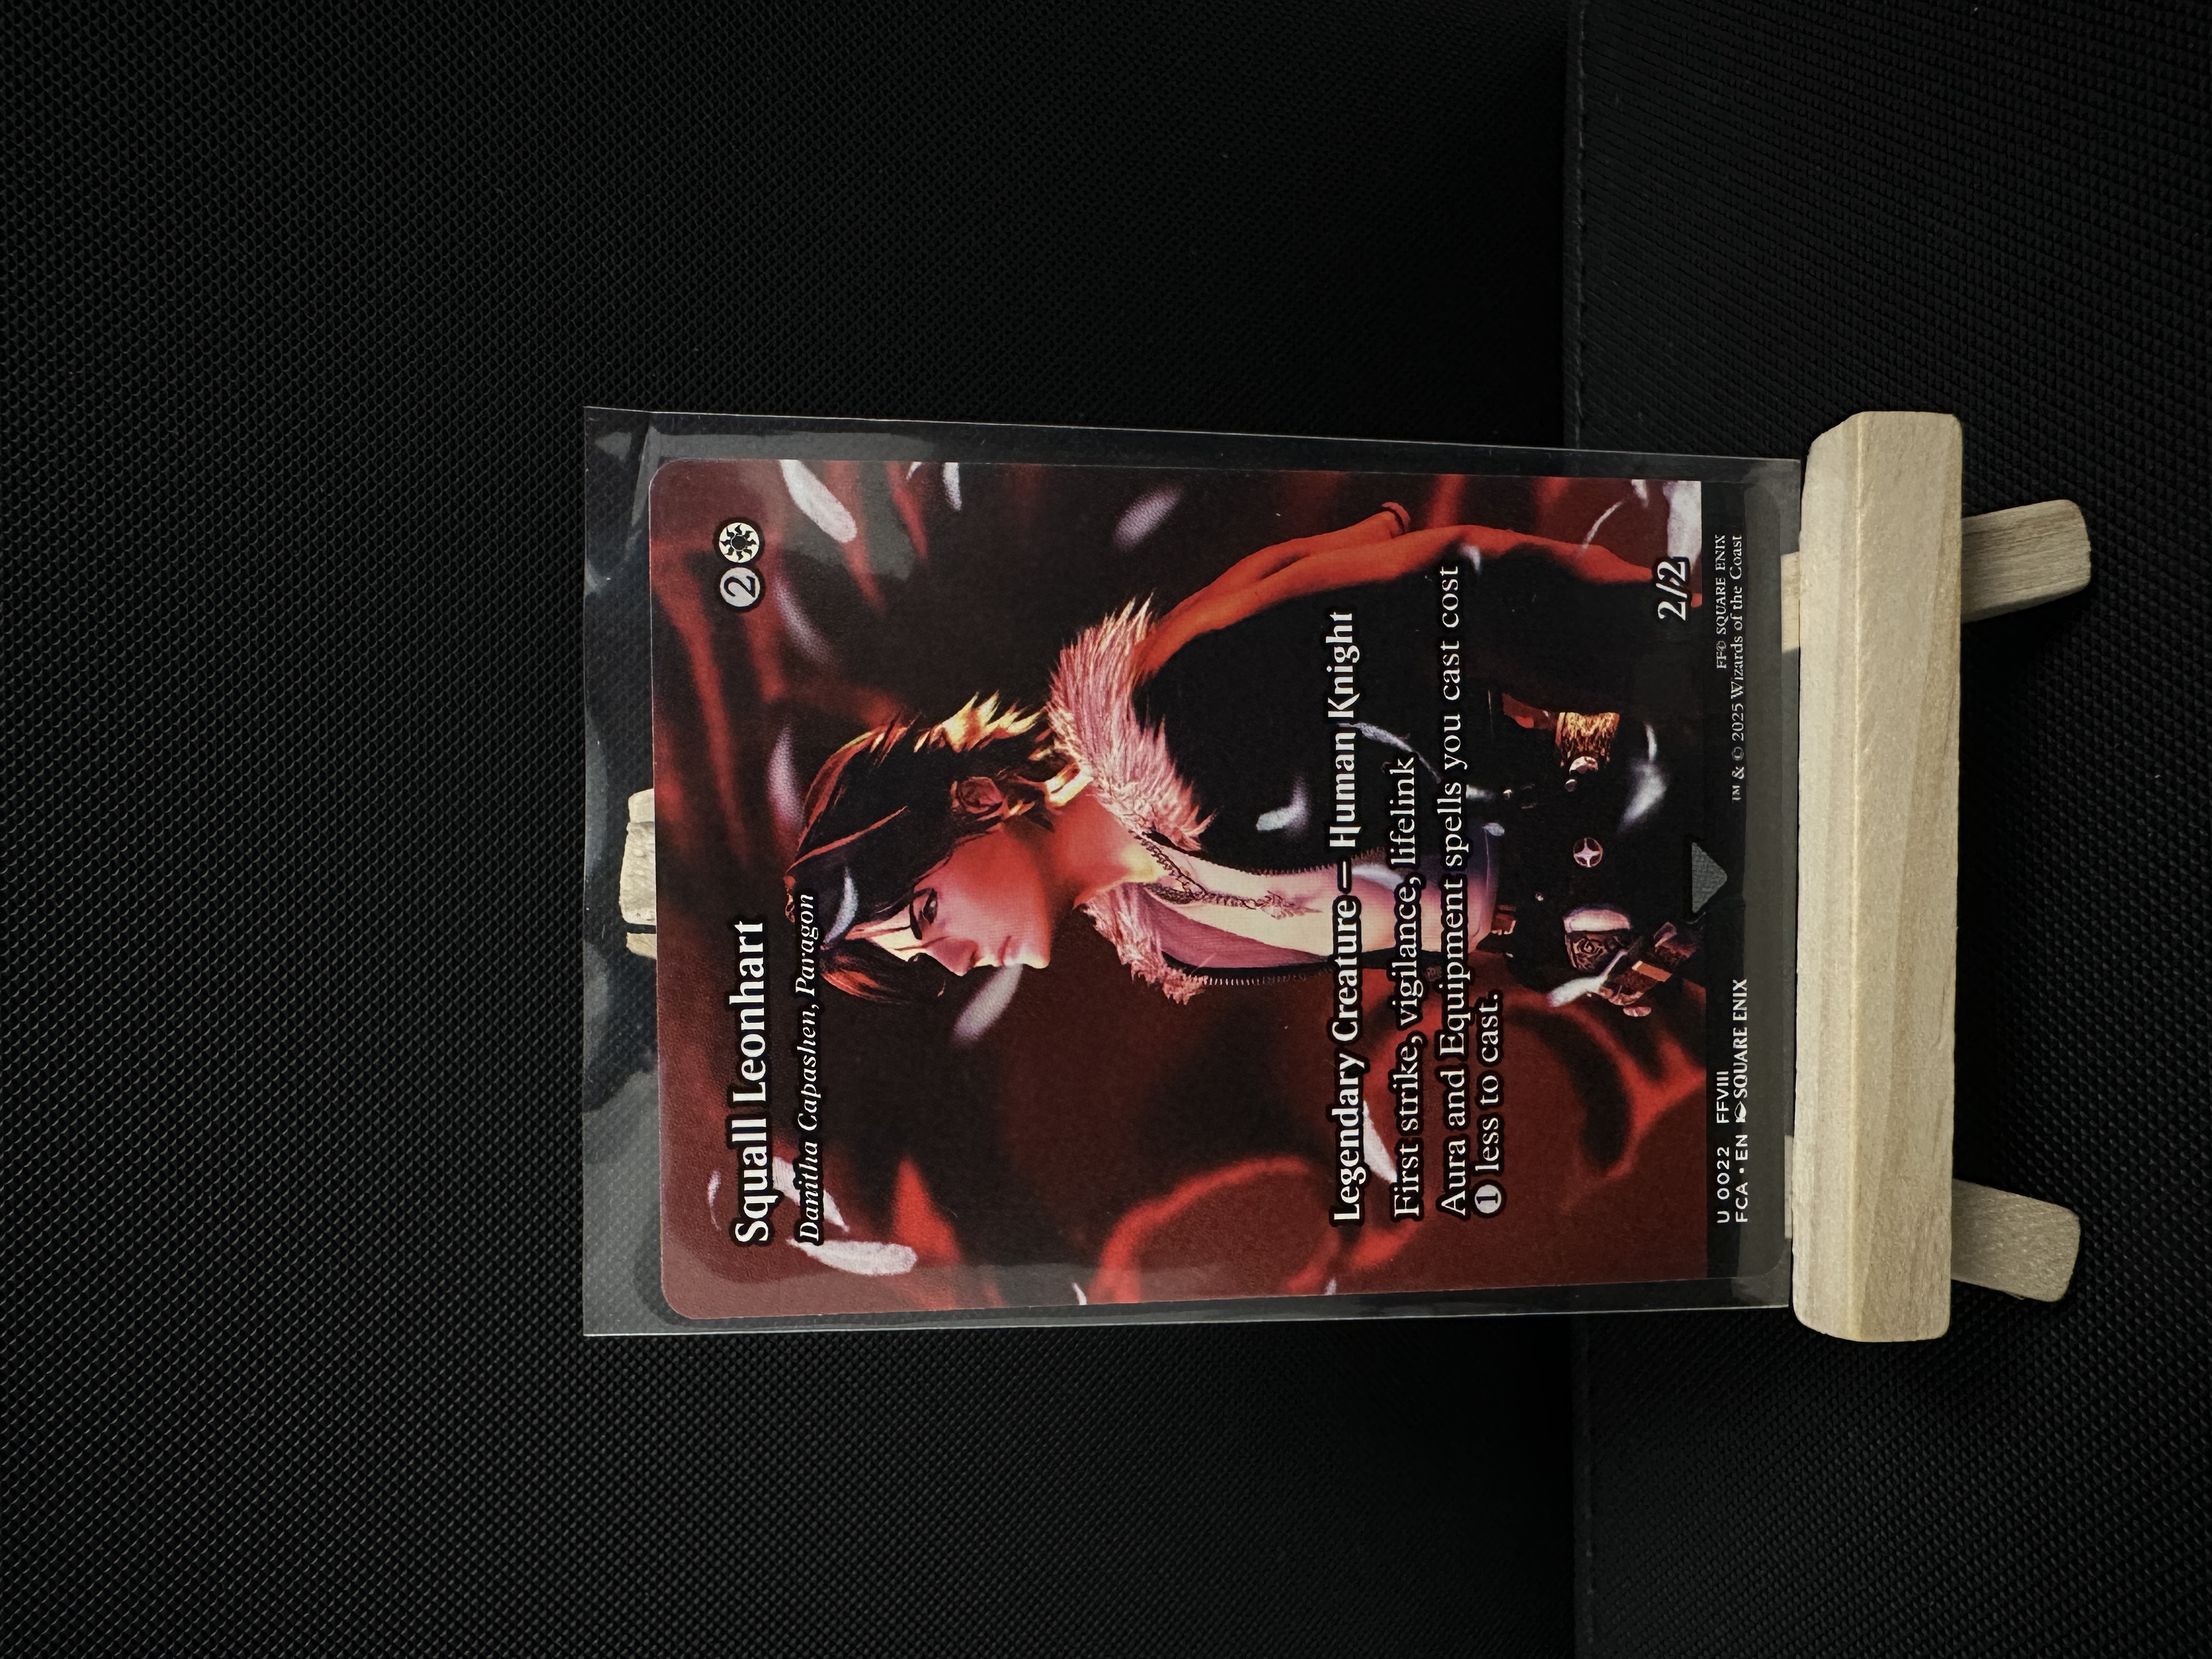 Squall Leonhart 2
Danitha Capashen, Paragon
Legendary Creature — Human Knight
First strike, vigilance, lifelink
Aura and Equipment spells you cast cost
1 less to cast.
2/2
U 0022 FFVIII
FCA • EN SQUARE ENIX
FF© SQUARE ENIX
™ & © 2025 Wizards of the Coast